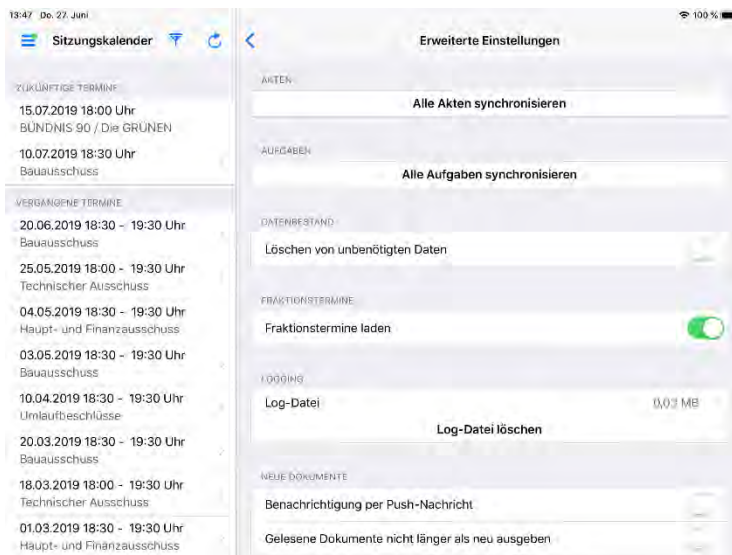 13:47 Do. 27. Juni
100 %
Sitzungskalender
ZUKÜNFTIGE TERMINE
15.07.2019 18:00 Uhr
BÜNDNIS 90 / Die GRÜNEN
10.07.2019 18:30 Uhr
Bauausschuss
VERGANGENE TERMINE
20.06.2019 18:30 - 19:30 Uhr
Bauausschuss
25.05.2019 18:00 - 19:30 Uhr
Technischer Ausschuss
04.05.2019 18:30 - 19:30 Uhr
Haupt- und Finanzausschuss
03.05.2019 18:30 - 19:30 Uhr
Bauausschuss
10.04.2019 18:30 - 19:30 Uhr
Umlaufbeschlüsse
20.03.2019 18:30 - 19:30 Uhr
Bauausschuss
18.03.2019 18:00 - 19:30 Uhr
Technischer Ausschuss
01.03.2019 18:30 - 19:30 Uhr
Haupt- und Finanzausschuss
Erweiterte Einstellungen
AKTEN
Alle Akten synchronisieren
AUFGABEN
Alle Aufgaben synchronisieren
DATENBESTAND
Löschen von unbenötigten Daten
FRAKTIONSTERMINE
Fraktionstermine laden
LOGGING
Log-Datei 0,03 MB
Log-Datei löschen
NEUE DOKUMENTE
Benachrichtigung per Push-Nachricht
Gelesene Dokumente nicht länger als neu ausgeben